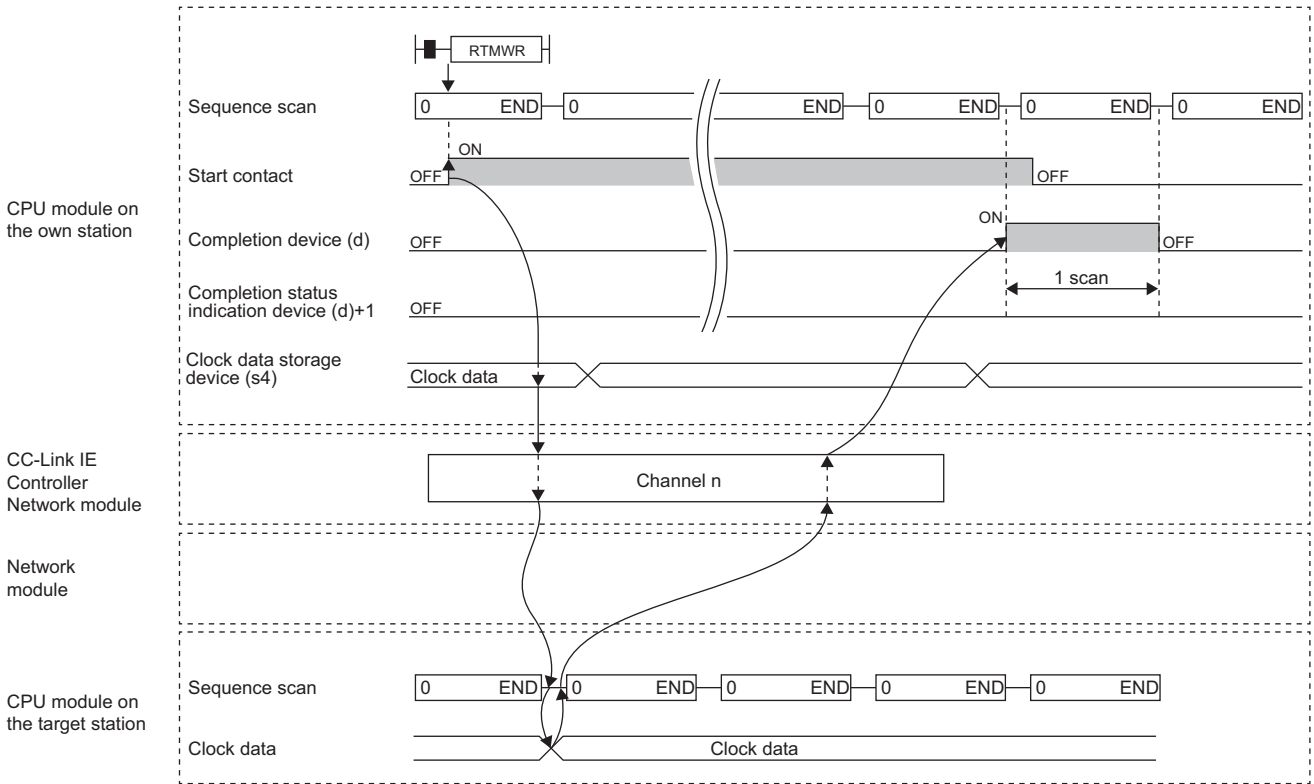 RTMWR
Sequence scan
0 END 0 END 0 END 0 END 0 END
ON
Start contact
OFF OFF
CPU module on
the own station
ON
Completion device (d)
OFF OFF
1 scan
Completion status
indication device (d)+1
OFF
Clock data storage
device (s4)
Clock data
CC-Link IE
Controller
Network module
Channel n
Network
module
Sequence scan
0 END 0 END 0 END 0 END 0 END
CPU module on
the target station
Clock data
Clock data